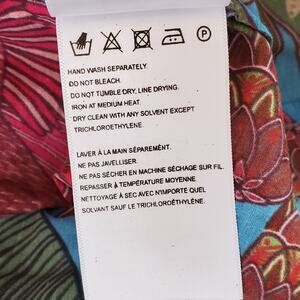 P
HAND WASH SEPARATELY.
DO NOT BLEACH.
DO NOT TUMBLE DRY, LINE DRYING.
IRON AT MEDIUM HEAT.
DRY CLEAN WITH ANY SOLVENT EXCEPT
TRICHLOROETHYLENE.
LAVER À LA MAIN SÉPARÉMENT.
NE PAS JAVELLISER.
NE PAS SÉCHER EN MACHINE SÉCHAGE SUR FIL.
REPASSER À TEMPÉRATURE MOYENNE
NETTOYAGE À SEC AVEC N'IMPORTE QUEL
SOLVANT SAUF LE TRICHLOROÉTHYLÈNE.